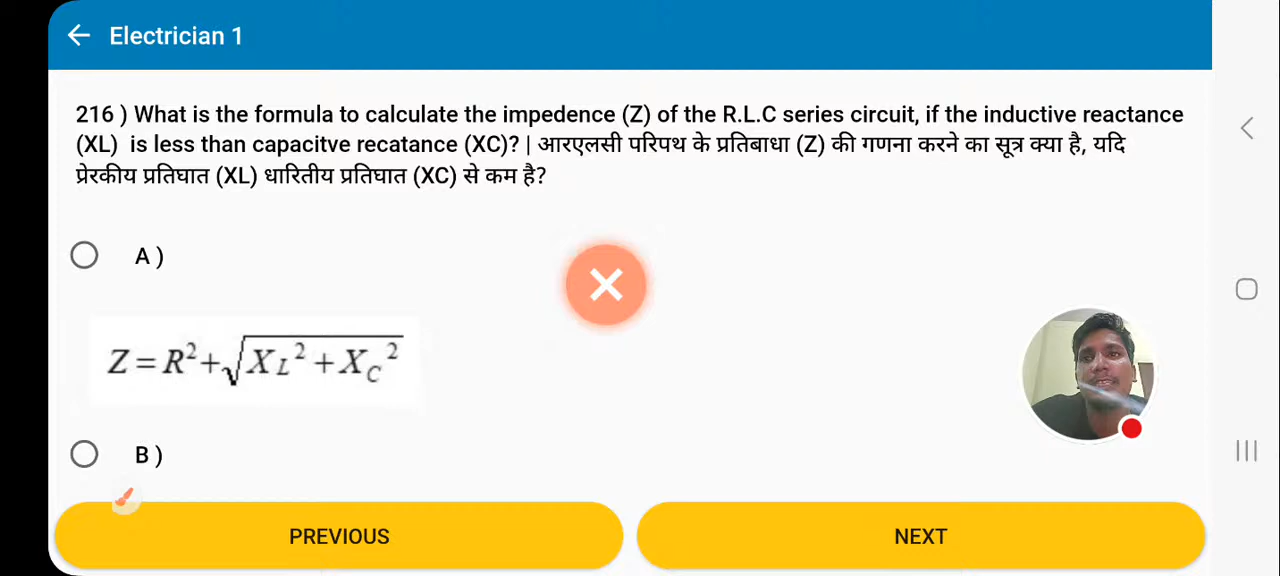 Electrician 1
216 ) What is the formula to calculate the impedence (Z) of the R.L.C series circuit, if the inductive reactance
(XL)  is less than capacitve recatance (XC)? | आरएलसी परिपथ के प्रतिबाधा (Z) की गणना करने का सूत्र क्या है, यदि
प्रेरकीय प्रतिघात (XL) धारितीय प्रतिघात (XC) से कम है?
A )
Z = R² + √(X_L² + X_C²)
B )
PREVIOUS
NEXT